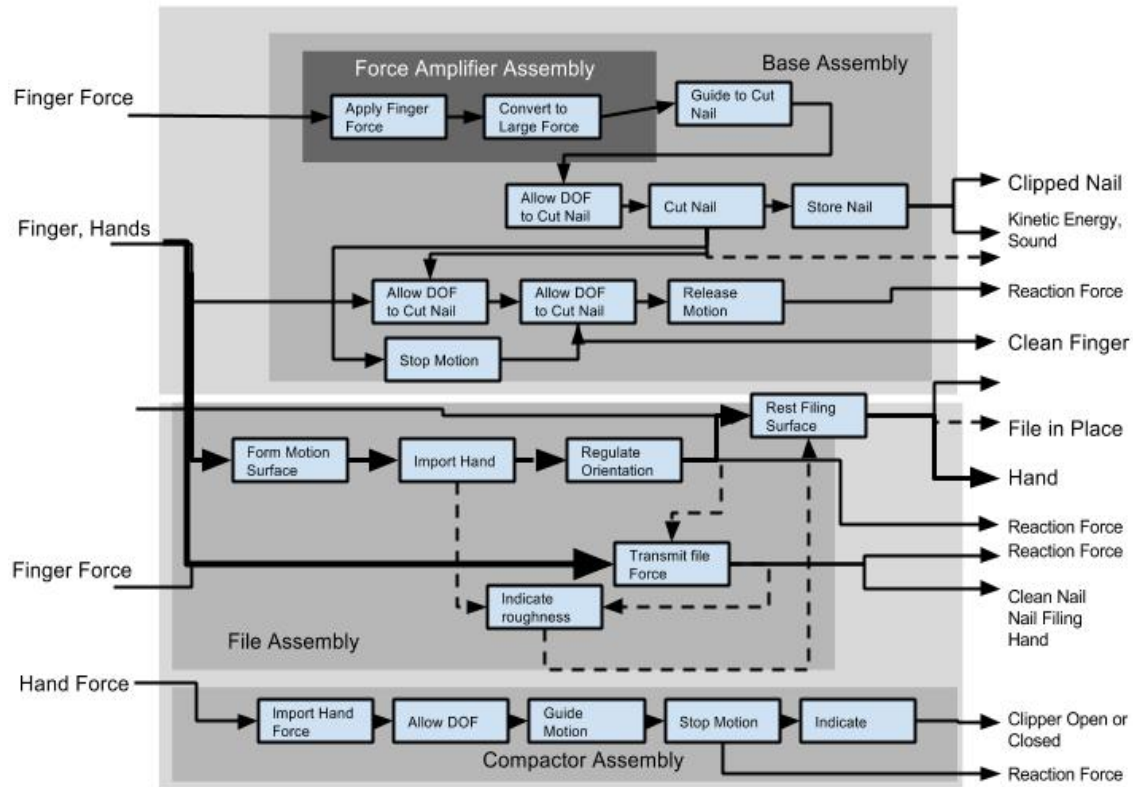 Force Amplifier Assembly
Base Assembly
Finger Force
Apply Finger
Force
Convert to
Large Force
Guide to Cut
Nail
Allow DOF
to Cut Nail
Cut Nail
Store Nail
Clipped Nail
Kinetic Energy,
Sound
Finger, Hands
Allow DOF
to Cut Nail
Allow DOF
to Cut Nail
Release
Motion
Reaction Force
Stop Motion
Clean Finger
Rest Filing
Surface
File in Place
Form Motion
Surface
Import Hand
Regulate
Orientation
Hand
Reaction Force
Transmit file
Force
Reaction Force
Finger Force
Indicate
roughness
Clean Nail
Nail Filing
Hand
File Assembly
Hand Force
Import Hand
Force
Allow DOF
Guide
Motion
Stop Motion
Indicate
Clipper Open or
Closed
Compactor Assembly
Reaction Force